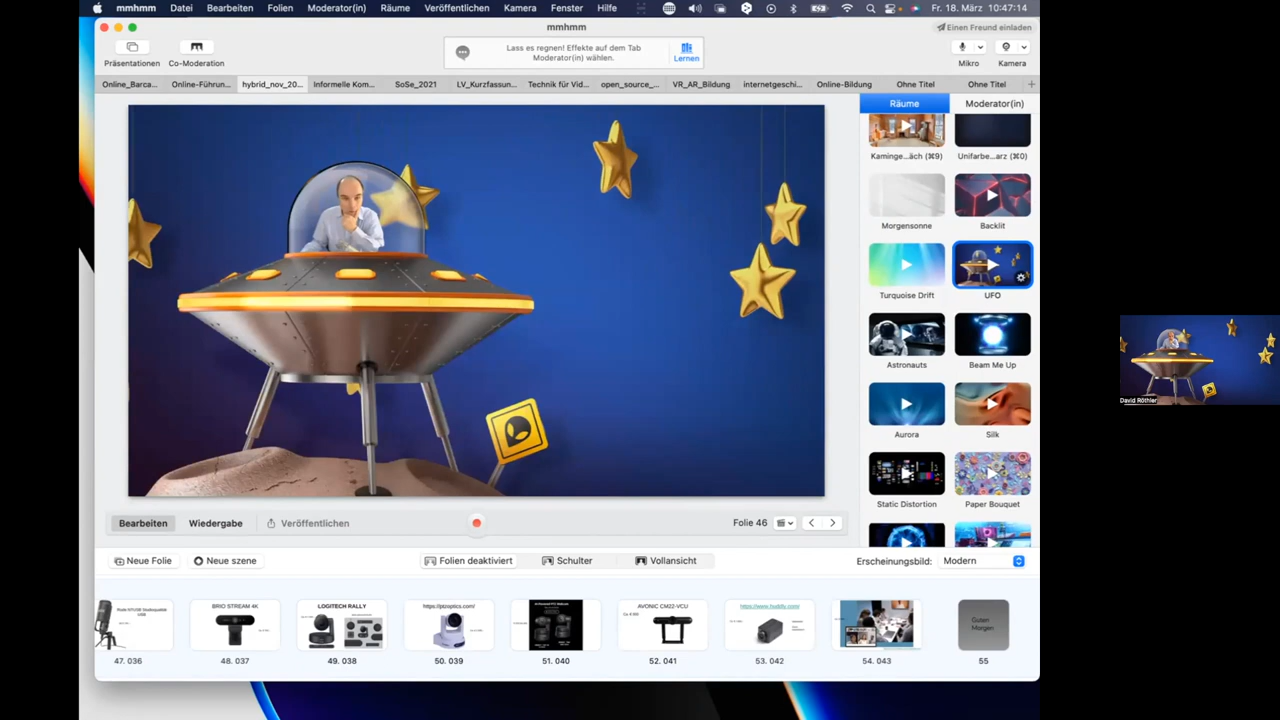 mmhmm Datei Bearbeiten Folien Moderator(in) Räume Veröffentlichen Kamera Fenster Hilfe Fr. 18. März 10:47:14
mmhmm
Einen Freund einladen
Lass es regnen! Effekte auf dem Tab
Moderator(in) wählen.
Lernen
Präsentationen Co-Moderation
Mikro Kamera
Online_Barca... Online-Führun... hybrid_nov_20... Informelle Kom... SoSe_2021 LV_Kurzfassun... Technik für Vid... open_source_... VR_AR_Bildung internetgeschi... Online-Bildung Ohne Titel Ohne Titel
Räume Moderator(in)
Kaminge...äch (⌘9) Unifarbe...arz (⌘0)
Morgensonne Backlit
Turquoise Drift UFO
Astronauts Beam Me Up
Aurora Silk
Static Distortion Paper Bouquet
David Röthler
Bearbeiten Wiedergabe Veröffentlichen Folie 46
Neue Folie Neue szene Folien deaktiviert Schulter Vollansicht Erscheinungsbild: Modern
BRIO STREAM 4K
LOGITECH RALLY
https://ptzoptics.com/
AVONIC CM22-VCU
Guten
Morgen
47. 036 48. 037 49. 038 50. 039 51. 040 52. 041 53. 042 54. 043 55